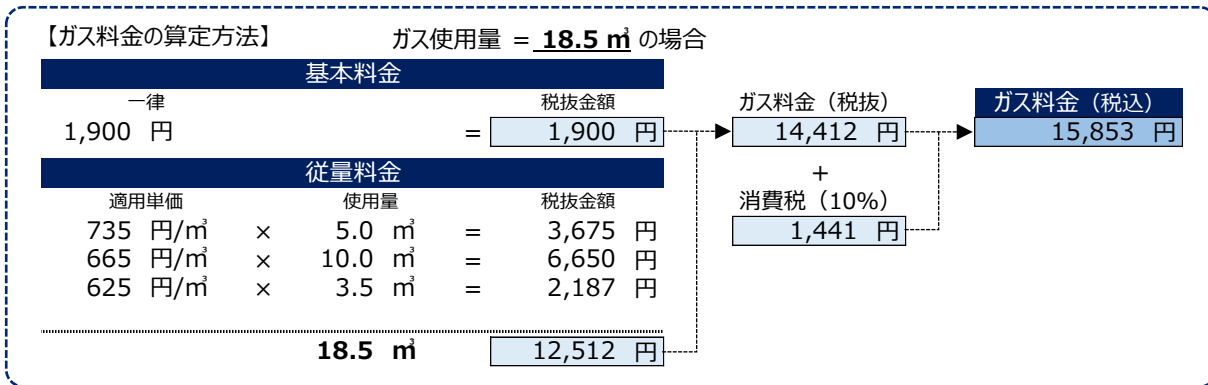 【ガス料金の算定方法】 ガス使用量 = 18.5 ㎥ の場合
基本料金
一律 税抜金額
1,900 円 = 1,900 円
従量料金
適用単価 使用量 税抜金額
735 円/㎥ × 5.0 ㎥ = 3,675 円
665 円/㎥ × 10.0 ㎥ = 6,650 円
625 円/㎥ × 3.5 ㎥ = 2,187 円
18.5 ㎥ 12,512 円
ガス料金（税抜）
14,412 円
+
消費税（10%）
1,441 円
ガス料金（税込）
15,853 円